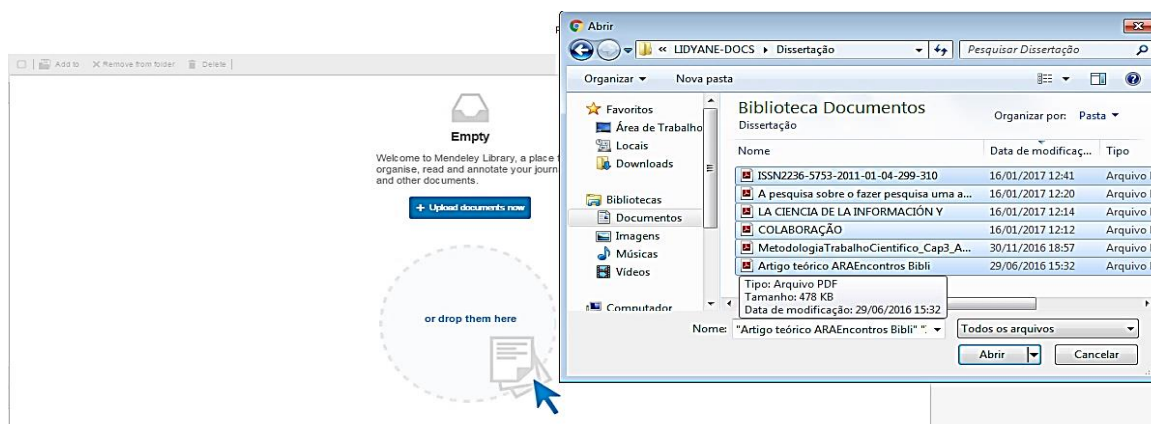 Add to Remove from folder Delete
Empty
Welcome to Mendeley Library, a place
organise, read and annotate your journ
and other documents.
+ Upload documents now
or drop them here
Abrir
« LIDYANE-DOCS Dissertação Pesquisar Dissertação
Organizar Nova pasta
Favoritos
Área de Trabalho
Locais
Downloads
Bibliotecas
Documentos
Imagens
Músicas
Vídeos
Computador
Biblioteca Documentos
Dissertação
Organizar por: Pasta
Nome Data de modificaç... Tipo
ISSN2236-5753-2011-01-04-299-310 16/01/2017 12:41 Arquivo
A pesquisa sobre o fazer pesquisa uma a... 16/01/2017 12:20 Arquivo
LA CIENCIA DE LA INFORMACIÓN Y 16/01/2017 12:14 Arquivo
COLABORAÇÃO 16/01/2017 12:12 Arquivo
MetodologiaTrabalhoCientifico_Cap3_A... 30/11/2016 18:57 Arquivo
Artigo teórico ARAEncontros Bibli 29/06/2016 15:32 Arquivo
Tipo: Arquivo PDF
Tamanho: 478 KB
Data de modificação: 29/06/2016 15:32
Nome: "Artigo teórico ARAEncontros Bibli" Todos os arquivos
Abrir Cancelar